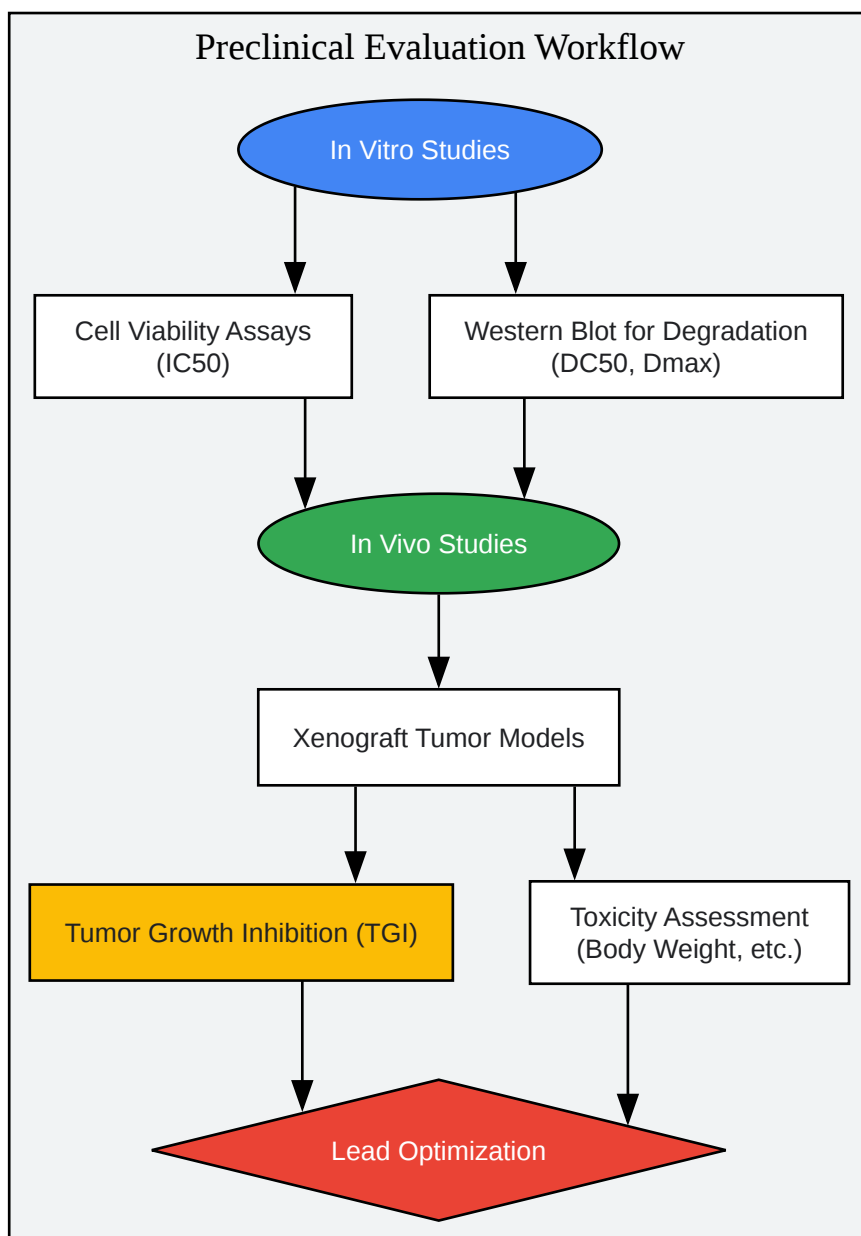 Preclinical Evaluation Workflow
In Vitro Studies
Cell Viability Assays
(IC50)
Western Blot for Degradation
(DC50, Dmax)
In Vivo Studies
Xenograft Tumor Models
Tumor Growth Inhibition (TGI)
Toxicity Assessment
(Body Weight, etc.)
Lead Optimization